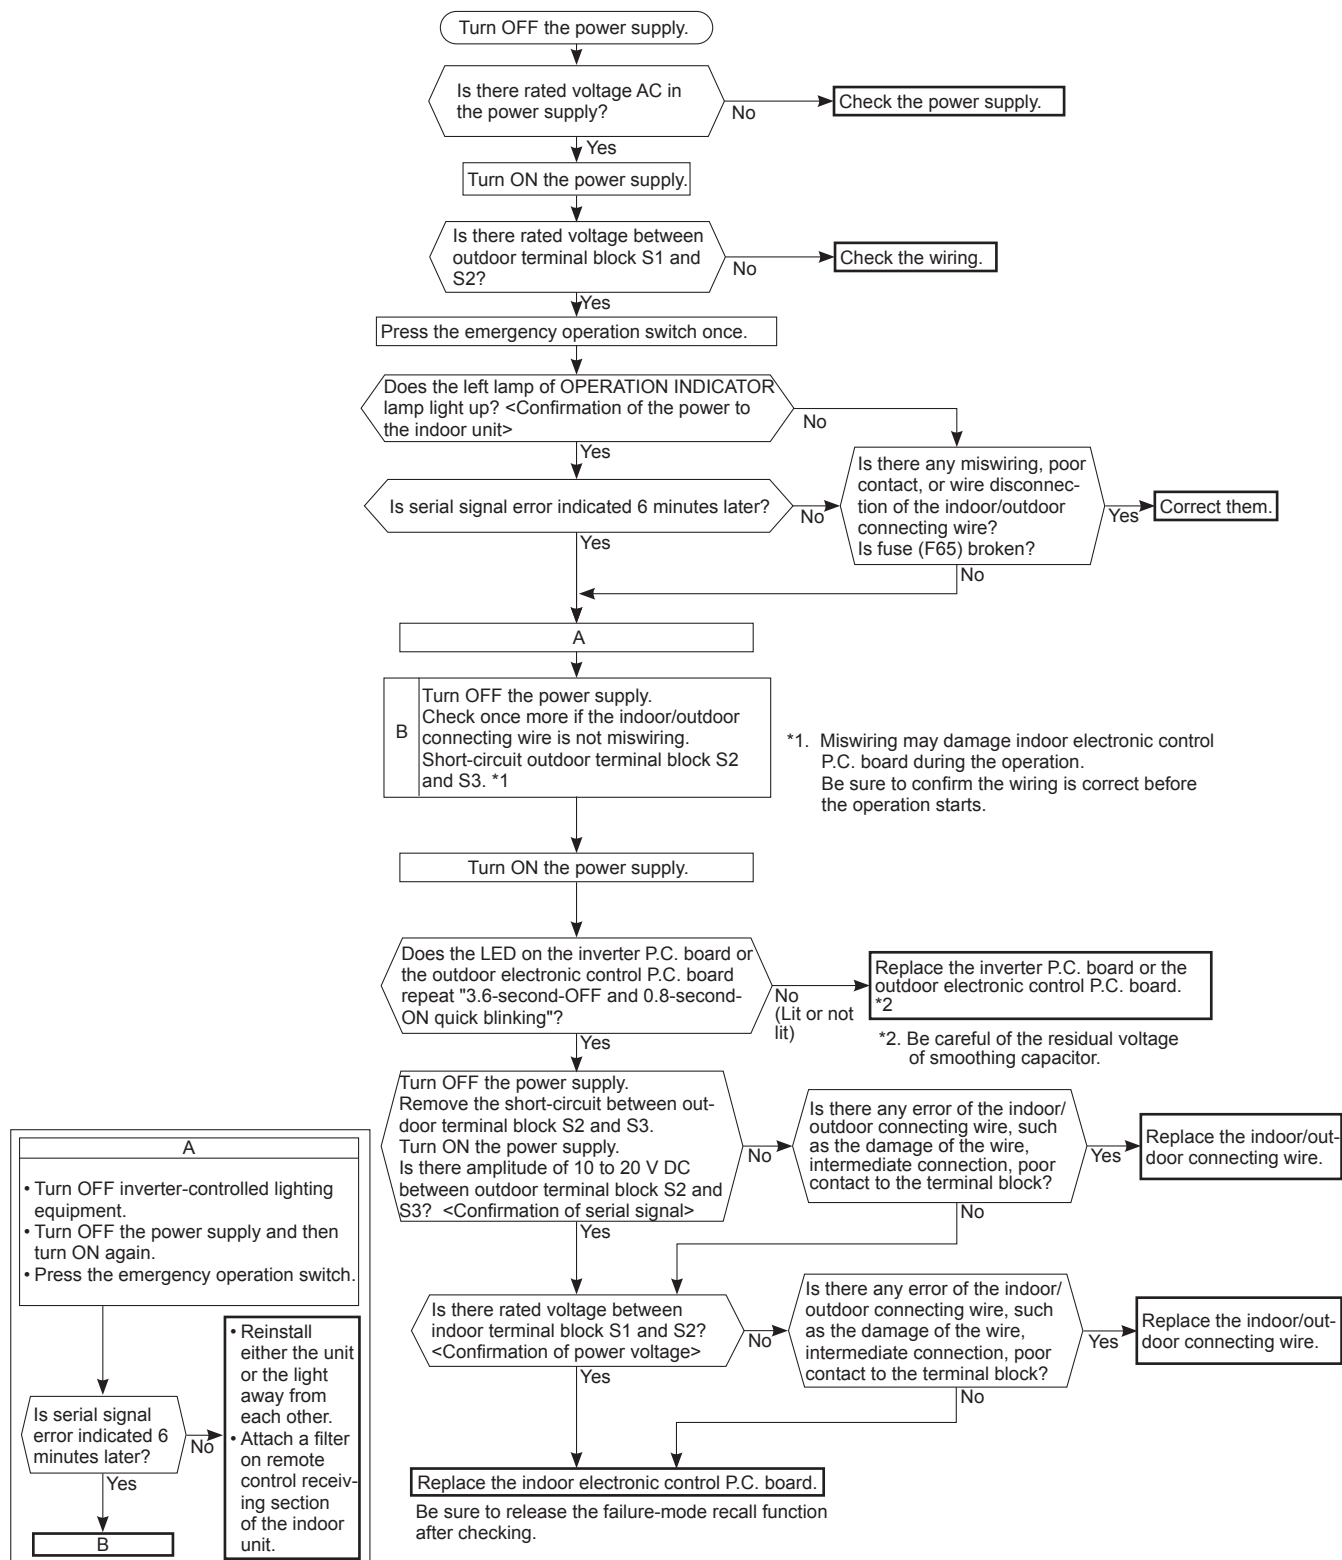 Turn OFF the power supply.
Is there rated voltage AC in
the power supply?
No
Check the power supply.
Yes
Turn ON the power supply.
Is there rated voltage between
outdoor terminal block S1 and
S2?
No
Check the wiring.
Yes
Press the emergency operation switch once.
Does the left lamp of OPERATION INDICATOR
lamp light up? <Confirmation of the power to
the indoor unit>
No
Yes
Is serial signal error indicated 6 minutes later?
No
Yes
Is there any miswiring, poor
contact, or wire disconnec-
tion of the indoor/outdoor
connecting wire?
Is fuse (F65) broken?
Yes
Correct them.
No
A
B
Turn OFF the power supply.
Check once more if the indoor/outdoor
connecting wire is not miswiring.
Short-circuit outdoor terminal block S2
and S3. *1
*1. Miswiring may damage indoor electronic control
P.C. board during the operation.
Be sure to confirm the wiring is correct before
the operation starts.
Turn ON the power supply.
Does the LED on the inverter P.C. board or
the outdoor electronic control P.C. board
repeat "3.6-second-OFF and 0.8-second-
ON quick blinking"?
No
(Lit or not
lit)
Replace the inverter P.C. board or the
outdoor electronic control P.C. board.
*2
*2. Be careful of the residual voltage
of smoothing capacitor.
Yes
Turn OFF the power supply.
Remove the short-circuit between out-
door terminal block S2 and S3.
Turn ON the power supply.
Is there amplitude of 10 to 20 V DC
between outdoor terminal block S2 and
S3? <Confirmation of serial signal>
No
Yes
Is there any error of the indoor/
outdoor connecting wire, such
as the damage of the wire,
intermediate connection, poor
contact to the terminal block?
Yes
Replace the indoor/out-
door connecting wire.
No
Is there rated voltage between
indoor terminal block S1 and S2?
<Confirmation of power voltage>
No
Yes
Is there any error of the indoor/
outdoor connecting wire, such
as the damage of the wire,
intermediate connection, poor
contact to the terminal block?
Yes
Replace the indoor/out-
door connecting wire.
No
Replace the indoor electronic control P.C. board.
Be sure to release the failure-mode recall function
after checking.
A
• Turn OFF inverter-controlled lighting
equipment.
• Turn OFF the power supply and then
turn ON again.
• Press the emergency operation switch.
Is serial signal
error indicated 6
minutes later?
No
Yes
• Reinstall
either the unit
or the light
away from
each other.
• Attach a filter
on remote
control receiv-
ing section
of the indoor
unit.
B